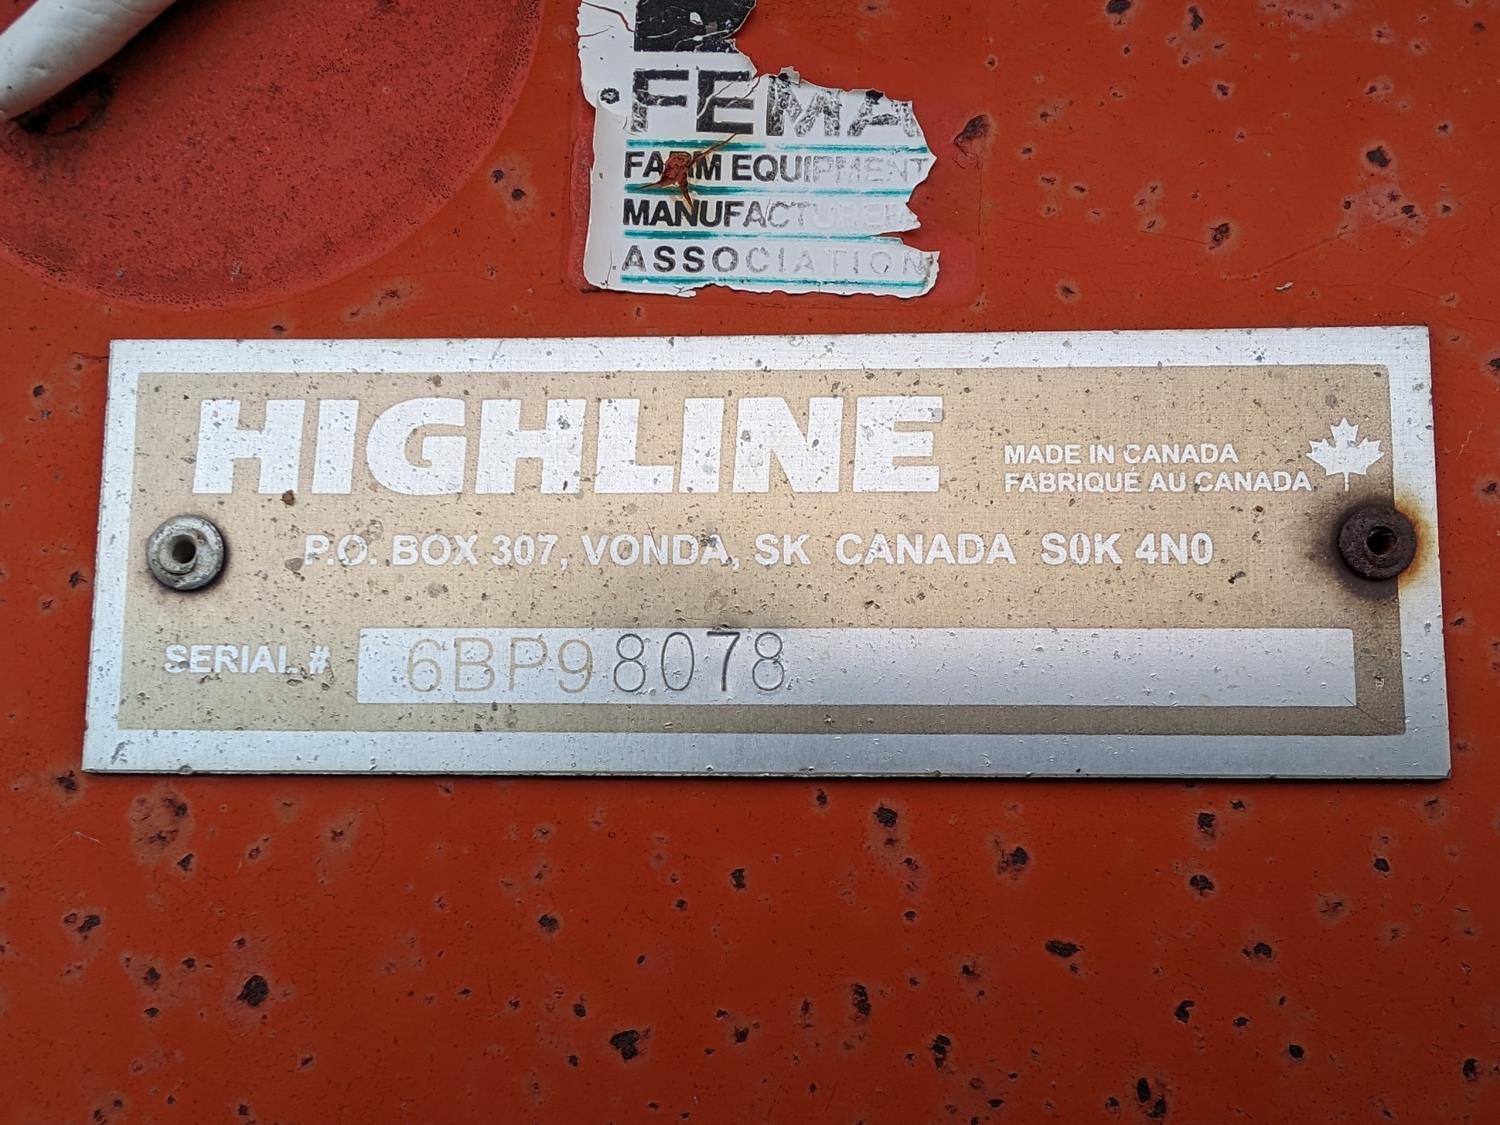 FEMA
FARM EQUIPMENT
MANUFACTURERS
ASSOCIATION
HIGHLINE
MADE IN CANADA
FABRIQUÉ AU CANADA
P.O. BOX 307, VONDA, SK CANADA S0K 4N0
SERIAL # 6BP98078